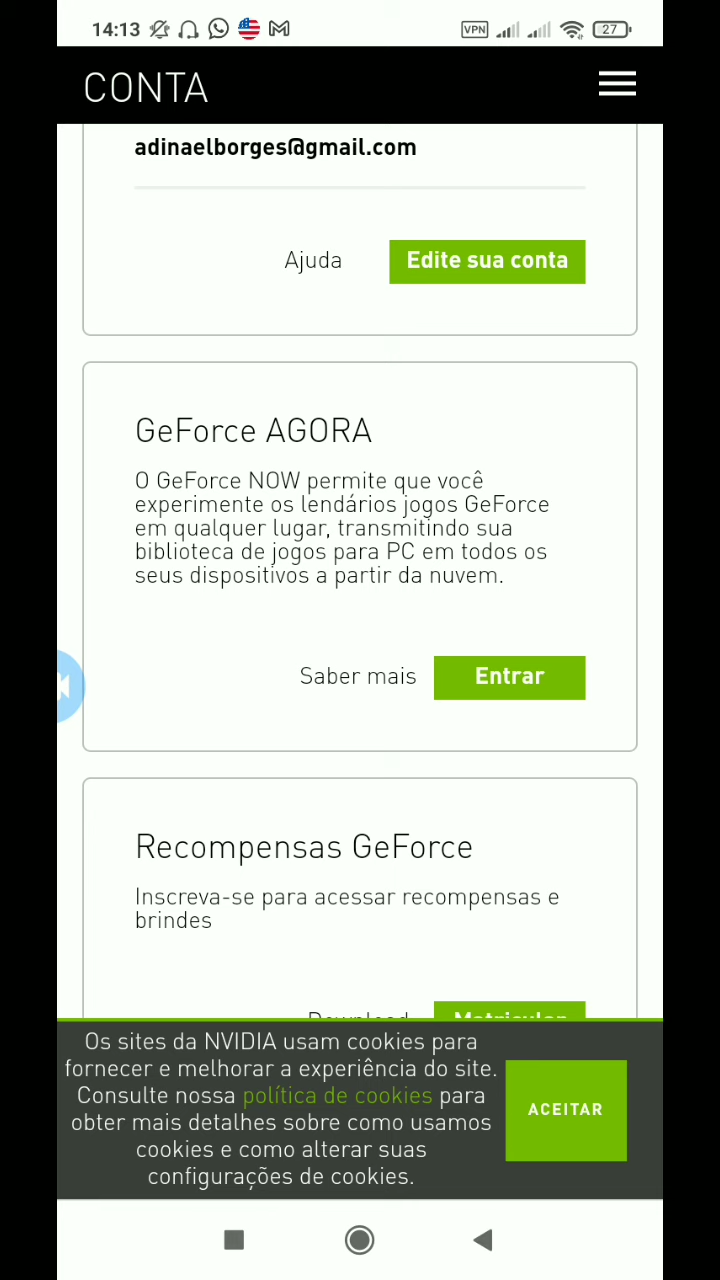 14:13
VPN
27
CONTA
adinaelborges@gmail.com
Ajuda
Edite sua conta
GeForce AGORA
O GeForce NOW permite que você
experimente os lendários jogos GeForce
em qualquer lugar, transmitindo sua
biblioteca de jogos para PC em todos os
seus dispositivos a partir da nuvem.
Saber mais
Entrar
Recompensas GeForce
Inscreva-se para acessar recompensas e
brindes
Download
Matricular
Os sites da NVIDIA usam cookies para
fornecer e melhorar a experiência do site.
Consulte nossa política de cookies para
obter mais detalhes sobre como usamos
cookies e como alterar suas
configurações de cookies.
ACEITAR